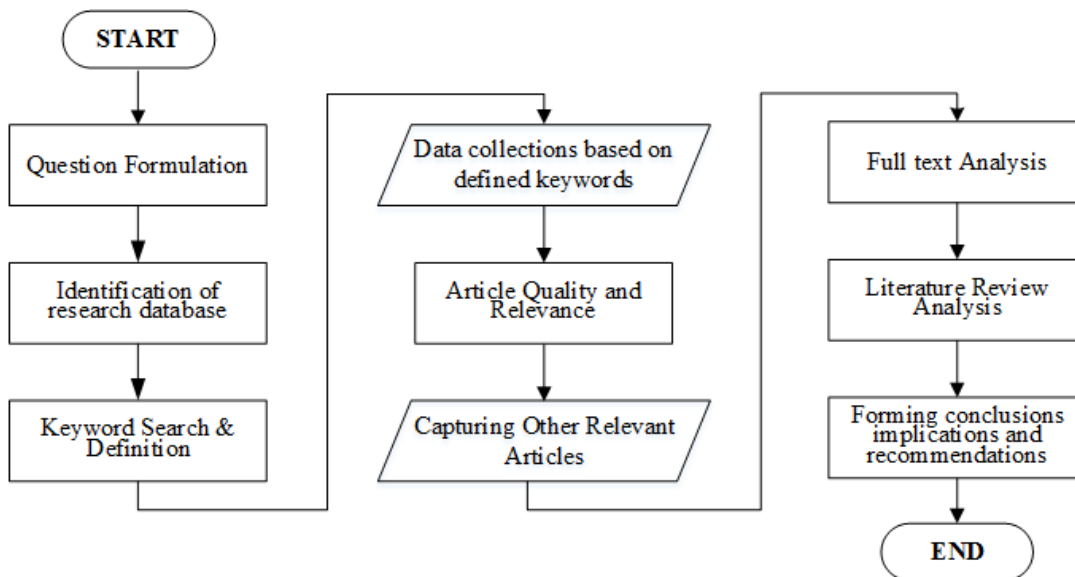 START
Question Formulation
Identification of
research database
Keyword Search &
Definition
Data collections based on
defined keywords
Article Quality and
Relevance
Capturing Other Relevant
Articles
Full text Analysis
Literature Review
Analysis
Forming conclusions
implications and
recommendations
END